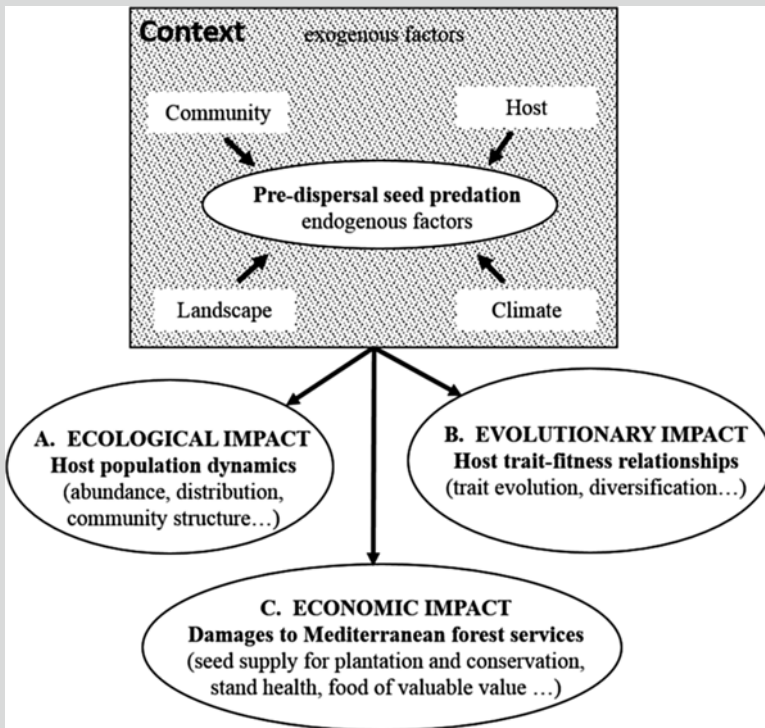 Context exogenous factors
Community
Host
Pre-dispersal seed predation
endogenous factors
Landscape
Climate
A. ECOLOGICAL IMPACT
Host population dynamics
(abundance, distribution,
community structure…)
B. EVOLUTIONARY IMPACT
Host trait-fitness relationships
(trait evolution, diversification…)
C. ECONOMIC IMPACT
Damages to Mediterranean forest services
(seed supply for plantation and conservation,
stand health, food of valuable value …)